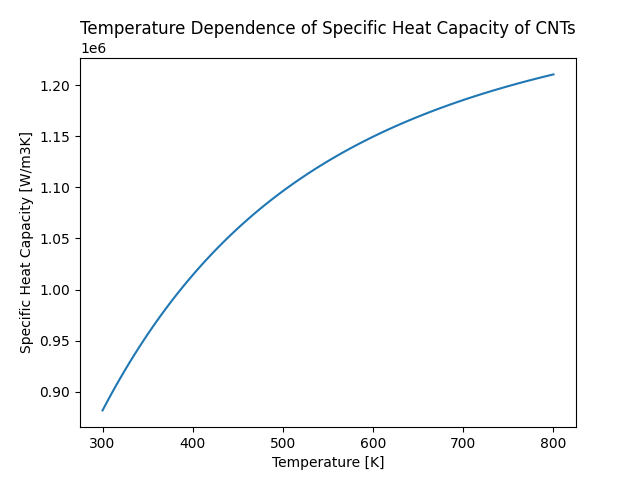 Temperature Dependence of Specific Heat Capacity of CNTs
1e6
1.20
1.15
1.10
1.05
1.00
0.95
0.90
Specific Heat Capacity [W/m3K]
300 400 500 600 700 800
Temperature [K]